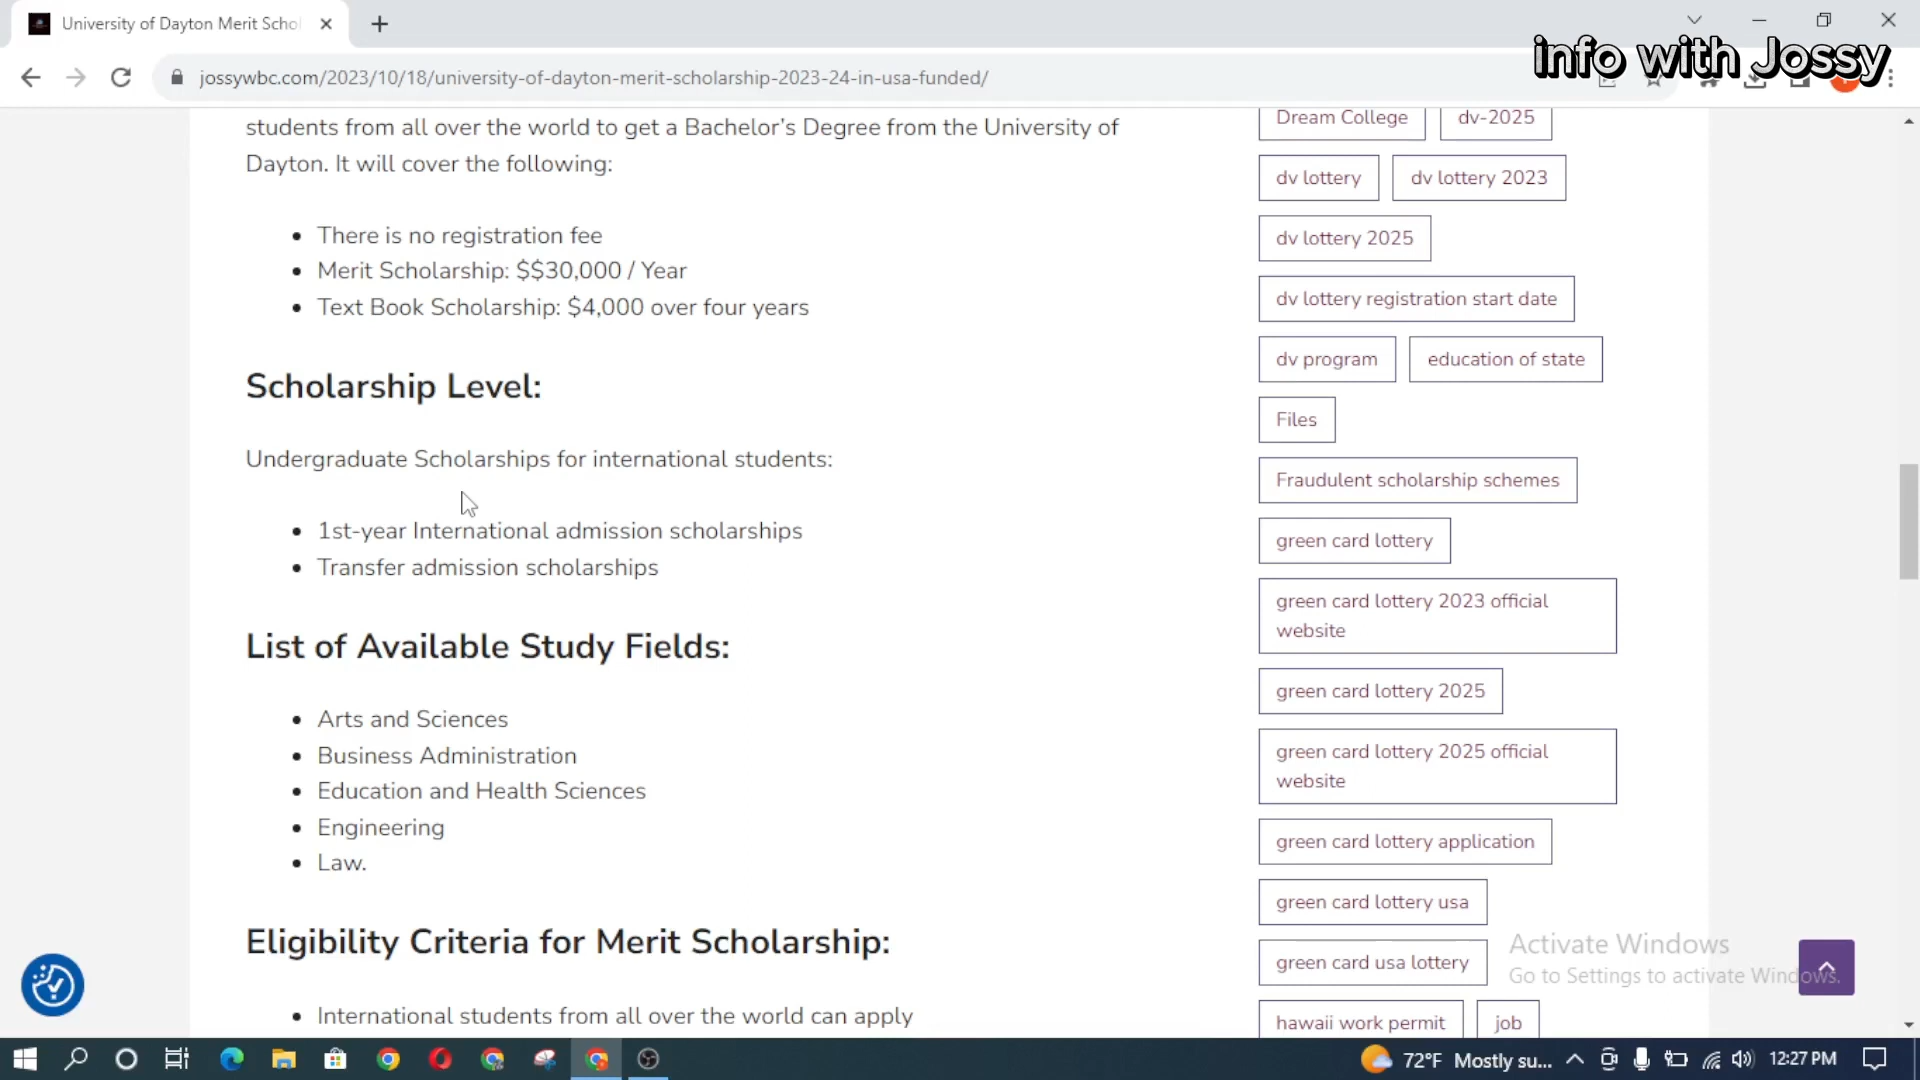 University of Dayton Merit Schol
info with Jossy
jossywbc.com/2023/10/18/university-of-dayton-merit-scholarship-2023-24-in-usa-funded/
students from all over the world to get a Bachelor’s Degree from the University of
Dayton. It will cover the following:
There is no registration fee
Merit Scholarship: $$30,000 / Year
Text Book Scholarship: $4,000 over four years
Scholarship Level:
Undergraduate Scholarships for international students:
1st-year International admission scholarships
Transfer admission scholarships
List of Available Study Fields:
Arts and Sciences
Business Administration
Education and Health Sciences
Engineering
Law.
Eligibility Criteria for Merit Scholarship:
International students from all over the world can apply
Dream College dv-2025
dv lottery dv lottery 2023
dv lottery 2025
dv lottery registration start date
dv program education of state
Files
Fraudulent scholarship schemes
green card lottery
green card lottery 2023 official
website
green card lottery 2025
green card lottery 2025 official
website
green card lottery application
green card lottery usa
green card usa lottery
hawaii work permit job
Activate Windows
Go to Settings to activate Windows.
72°F Mostly su... 12:27 PM